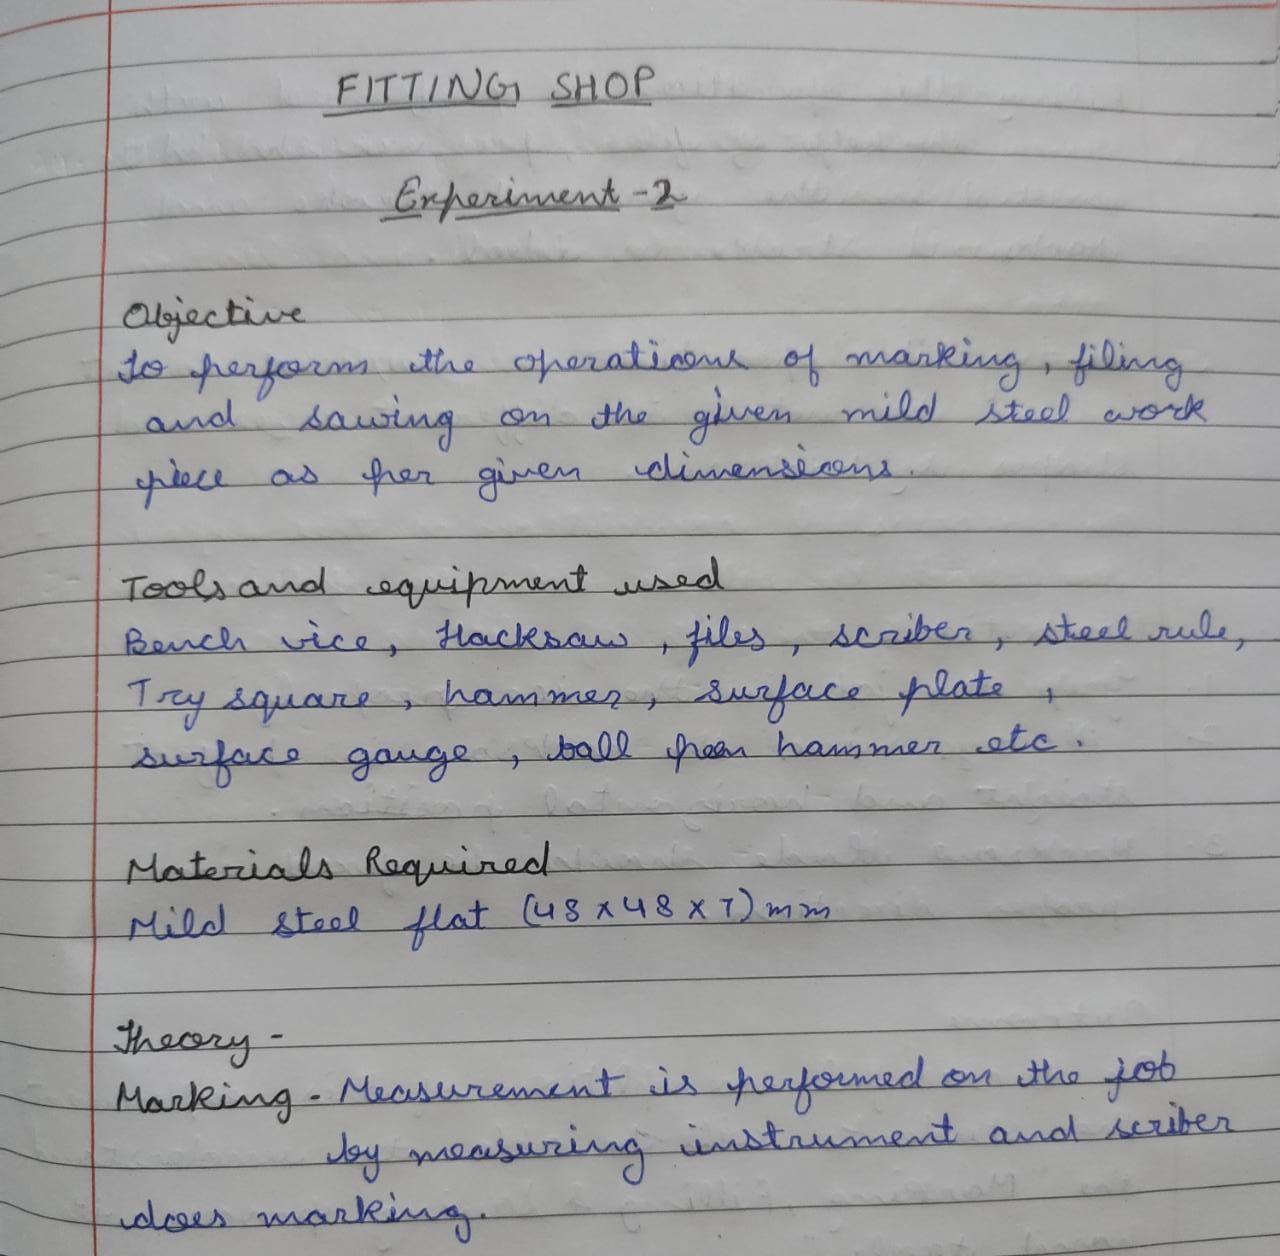 FITTING SHOP
Experiment - 2
Objective
To perform the operations of marking, filing
and sawing on the given mild steel work
piece as per given dimensions.
Tools and equipment used
Bench vice, Hacksaw, files, scriber, steel rule,
Try square, hammer, surface plate,
surface gauge, ball peen hammer etc.
Materials Required
Mild steel flat (48 x 48 x 7) mm
Theory -
Marking - Measurement is performed on the job
by measuring instrument and scriber
does marking.